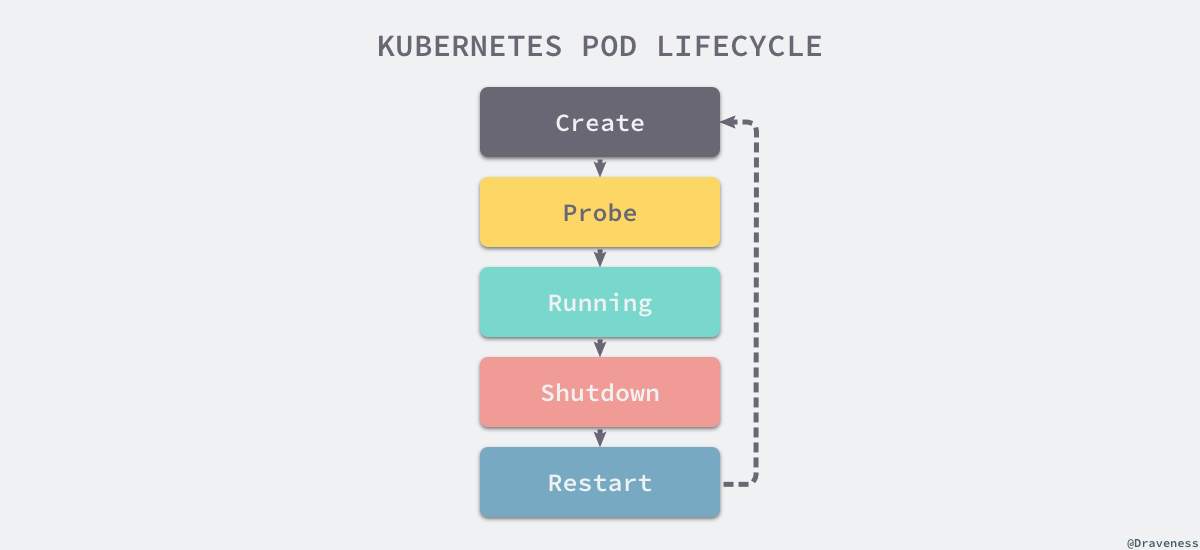 KUBERNETES POD LIFECYCLE
Create
Probe
Running
Shutdown
Restart
@Draveness